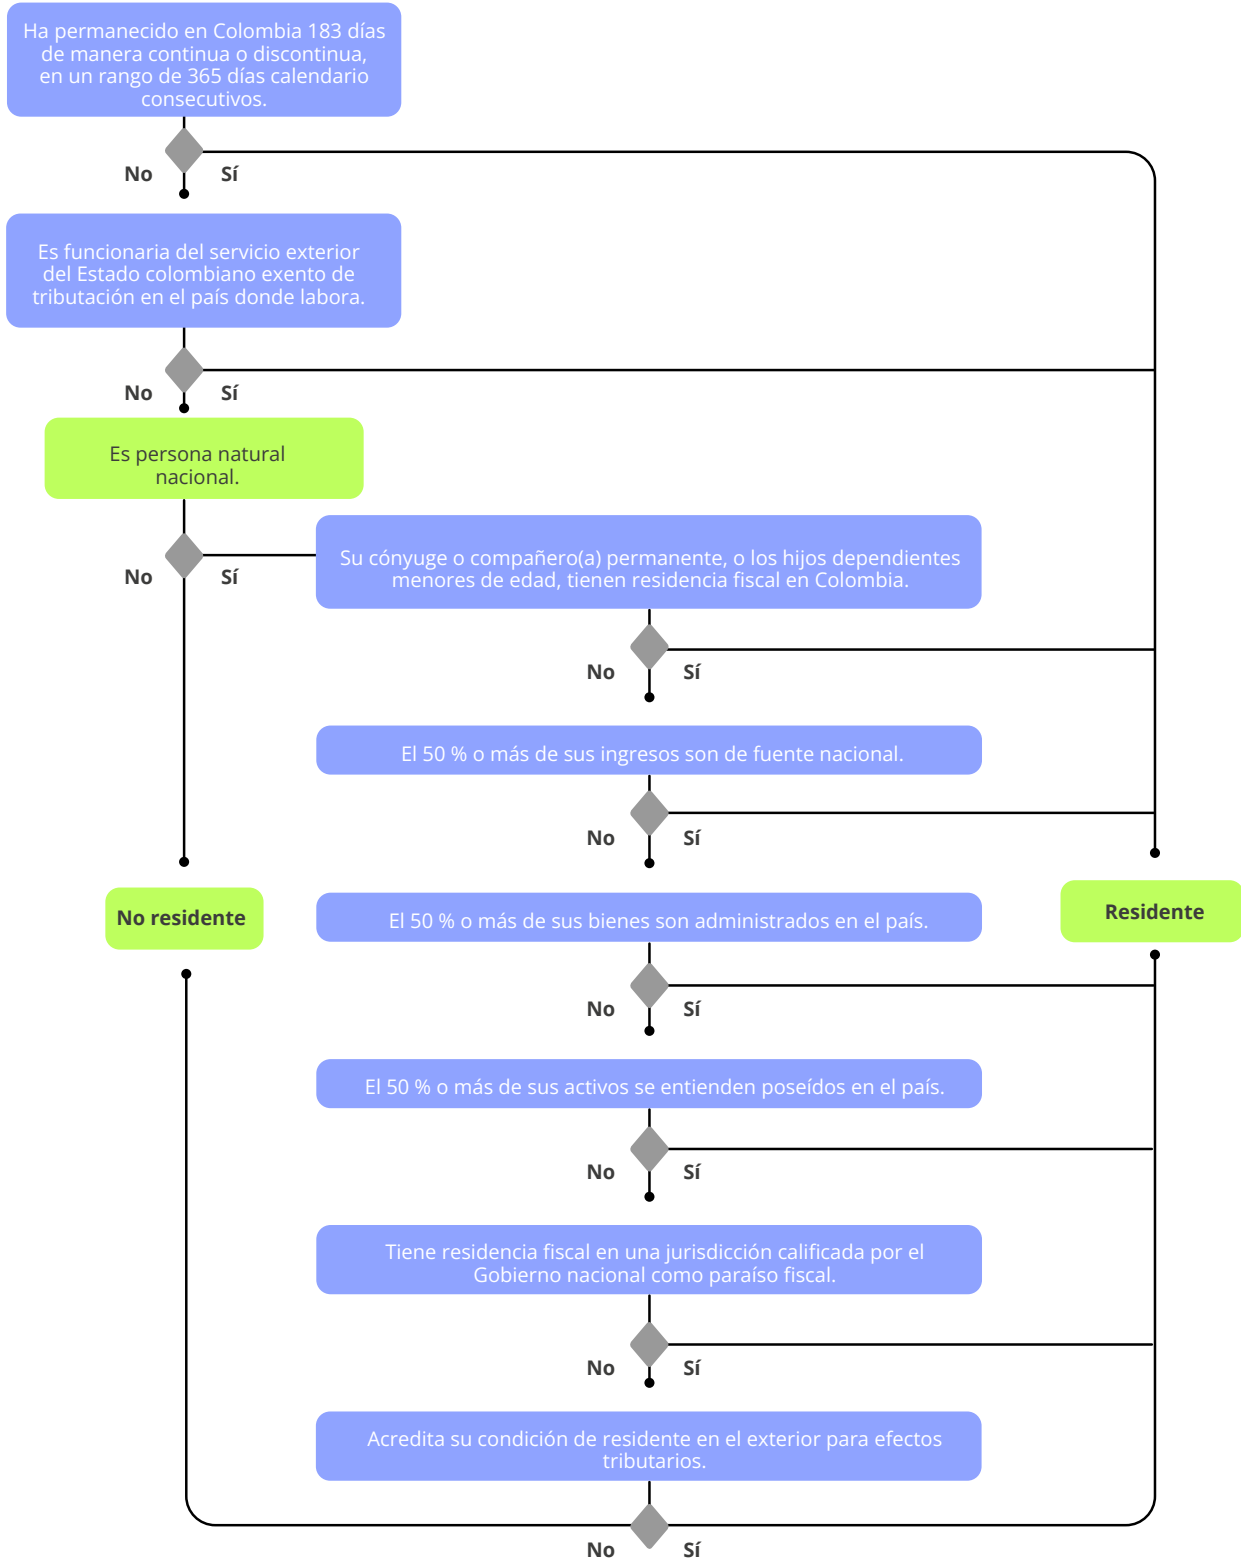 Ha permanecido en Colombia 183 días
de manera continua o discontinua,
en un rango de 365 días calendario
consecutivos.
No
Sí
Es funcionaria del servicio exterior
del Estado colombiano exento de
tributación en el país donde labora.
No
Sí
Es persona natural
nacional.
No
Sí
Su cónyuge o compañero(a) permanente, o los hijos dependientes
menores de edad, tienen residencia fiscal en Colombia.
No
Sí
El 50 % o más de sus ingresos son de fuente nacional.
No
Sí
No residente
El 50 % o más de sus bienes son administrados en el país.
Residente
No
Sí
El 50 % o más de sus activos se entienden poseídos en el país.
No
Sí
Tiene residencia fiscal en una jurisdicción calificada por el
Gobierno nacional como paraíso fiscal.
No
Sí
Acredita su condición de residente en el exterior para efectos
tributarios.
No
Sí